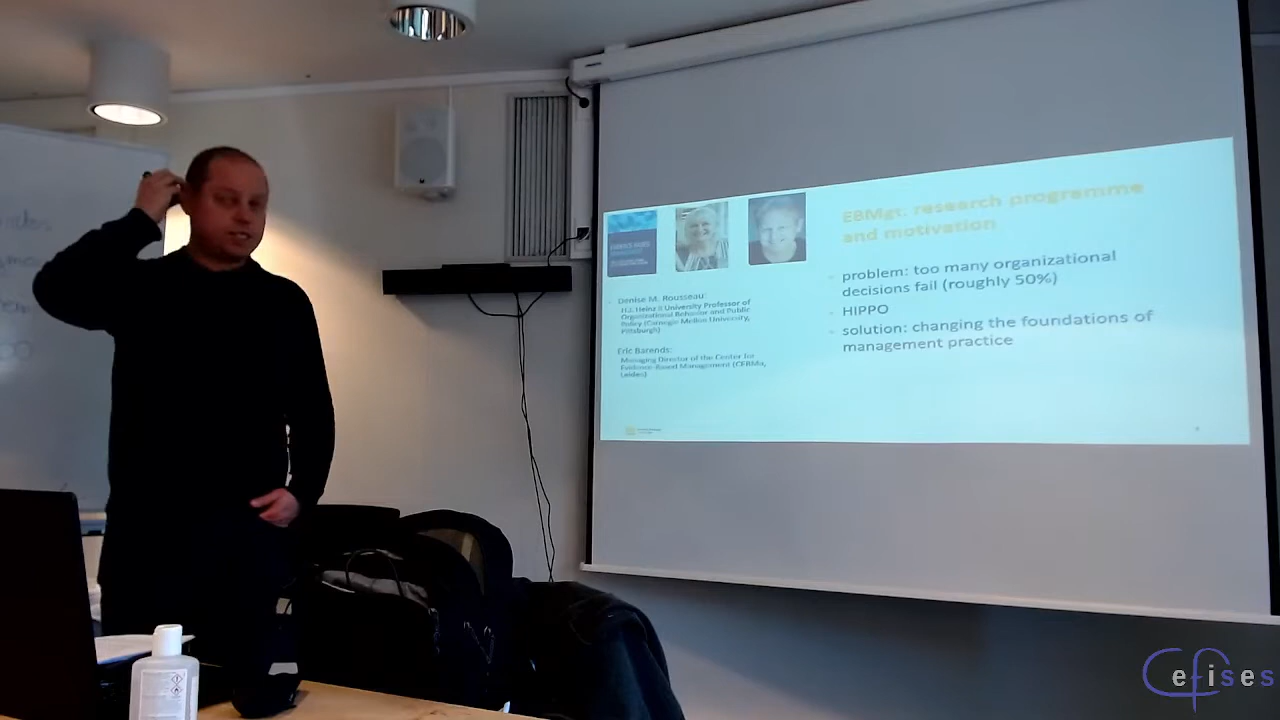 EBMgt: research programme
and motivation
problem: too many organizational
decisions fail (roughly 50%)
HIPPO
solution: changing the foundations of
management practice
Denise M. Rousseau:
H.J. Heinz II University Professor of
Organizational Behavior and Public
Policy (Carnegie Mellon University,
Pittsburgh)
Eric Barends:
Managing Director of the Center for
Evidence-Based Management (CEBMa,
Leiden)
Cefises